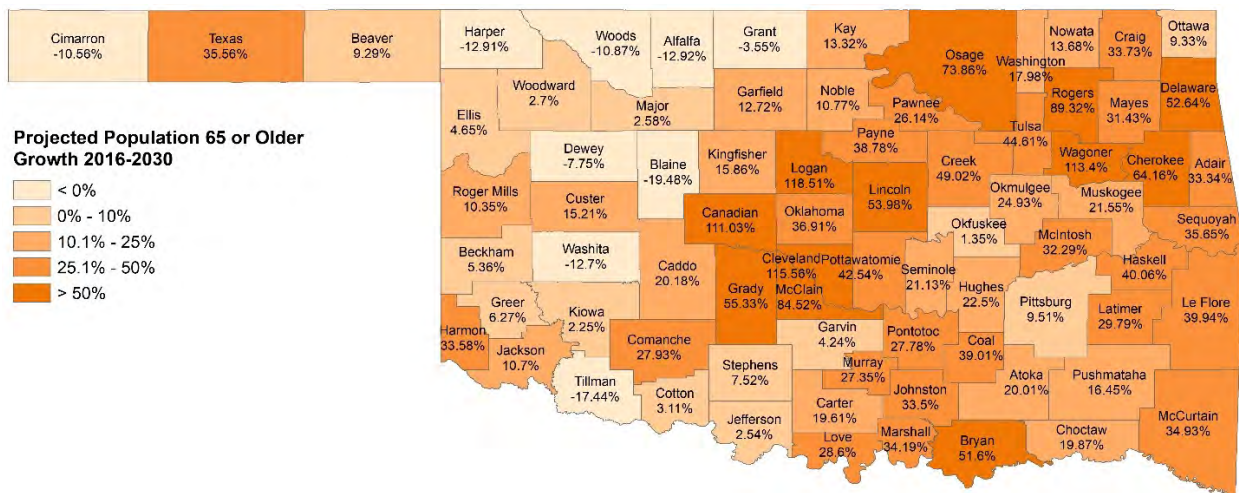 Cimarron
-10.56%
Texas
35.56%
Beaver
9.29%
Harper
-12.91%
Woods
-10.87%
Alfalfa
-12.92%
Grant
-3.55%
Kay
13.32%
Osage
73.86%
Washington
17.98%
Nowata
13.68%
Craig
33.73%
Ottawa
9.33%
Woodward
2.7%
Major
2.58%
Garfield
12.72%
Noble
10.77%
Pawnee
26.14%
Rogers
89.32%
Mayes
31.43%
Delaware
52.64%
Ellis
4.65%
Projected Population 65 or Older
Growth 2016-2030
< 0%
0% - 10%
10.1% - 25%
25.1% - 50%
> 50%
Dewey
-7.75%
Blaine
-19.48%
Kingfisher
15.86%
Logan
118.51%
Payne
38.78%
Creek
49.02%
Tulsa
44.61%
Wagoner
113.4%
Cherokee
64.16%
Adair
33.34%
Roger Mills
10.35%
Custer
15.21%
Canadian
111.03%
Oklahoma
36.91%
Lincoln
53.98%
Okfuskee
1.35%
Okmulgee
24.93%
Muskogee
21.55%
Sequoyah
35.65%
Beckham
5.36%
Washita
-12.7%
Caddo
20.18%
Grady
55.33%
Cleveland
115.56%
McClain
84.52%
Pottawatomie
42.54%
Seminole
21.13%
Hughes
22.5%
McIntosh
32.29%
Haskell
40.06%
Pittsburg
9.51%
Latimer
29.79%
Le Flore
39.94%
Harmon
33.58%
Greer
6.27%
Kiowa
2.25%
Jackson
10.7%
Comanche
27.93%
Tillman
-17.44%
Cotton
3.11%
Stephens
7.52%
Jefferson
2.54%
Garvin
4.24%
Murray
27.35%
Carter
19.61%
Love
28.6%
Pontotoc
27.78%
Johnston
33.5%
Marshall
34.19%
Coal
39.01%
Atoka
20.01%
Bryan
51.6%
Pushmataha
16.45%
Choctaw
19.87%
McCurtain
34.93%